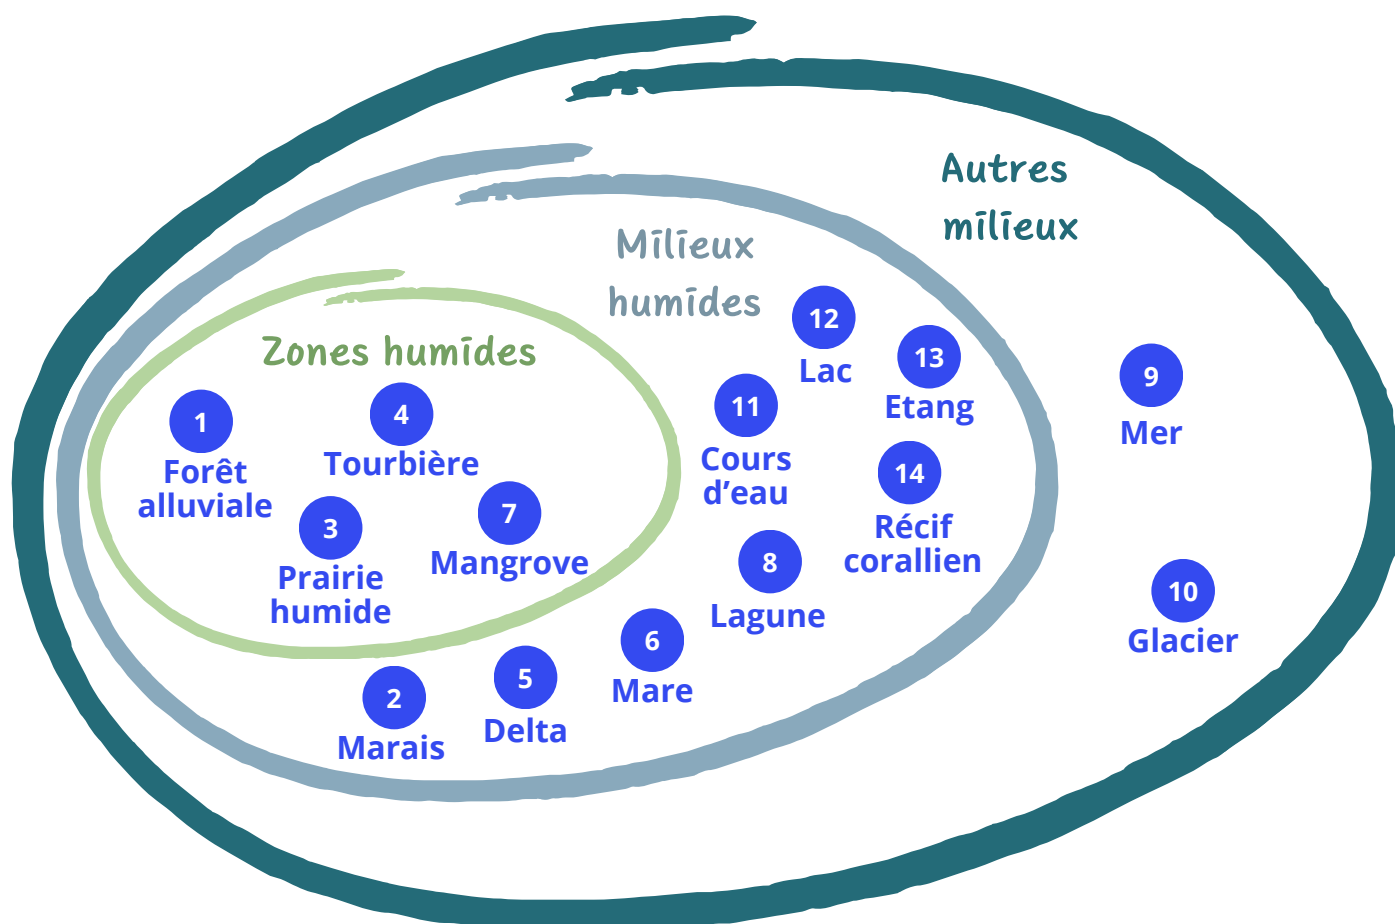 Autres
milieux
Milieux
humides
Zones humides
1
Forêt
alluviale
4
Tourbière
3
Prairie
humide
7
Mangrove
12
Lac
13
Etang
11
Cours
d’eau
14
Récif
corallien
8
Lagune
6
Mare
5
Delta
2
Marais
9
Mer
10
Glacier